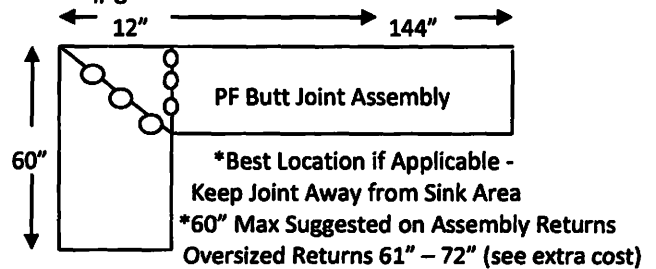 12" 144"
PF Butt Joint Assembly
60"
*Best Location if Applicable -
Keep Joint Away from Sink Area
*60" Max Suggested on Assembly Returns
Oversized Returns 61" – 72" (see extra cost)